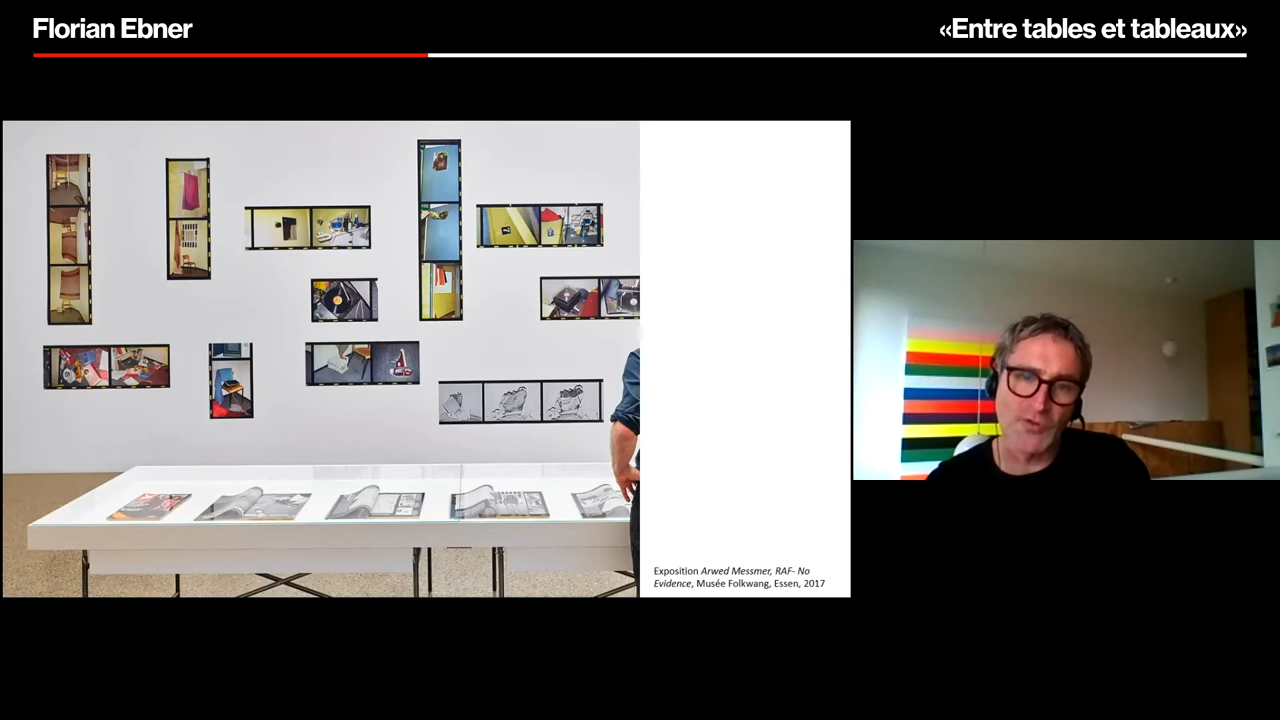 Florian Ebner
«Entre tables et tableaux»
Exposition Arwed Messmer, RAF- No
Evidence, Musée Folkwang, Essen, 2017